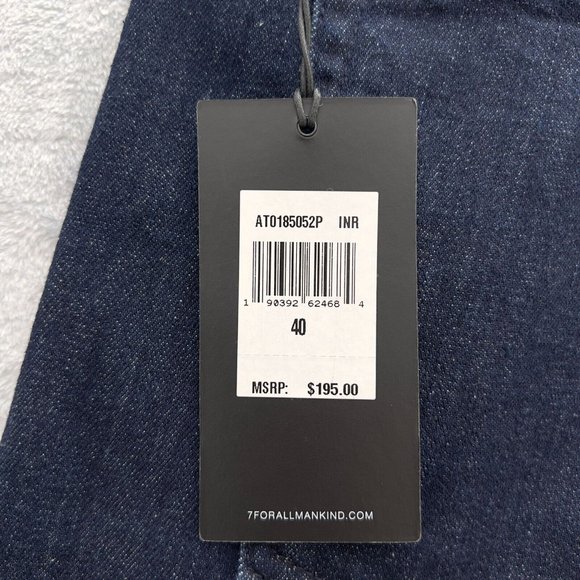 AT0185052P INR
1 90392 62468 4
40
MSRP: $195.00
7FORALLMANKIND.COM